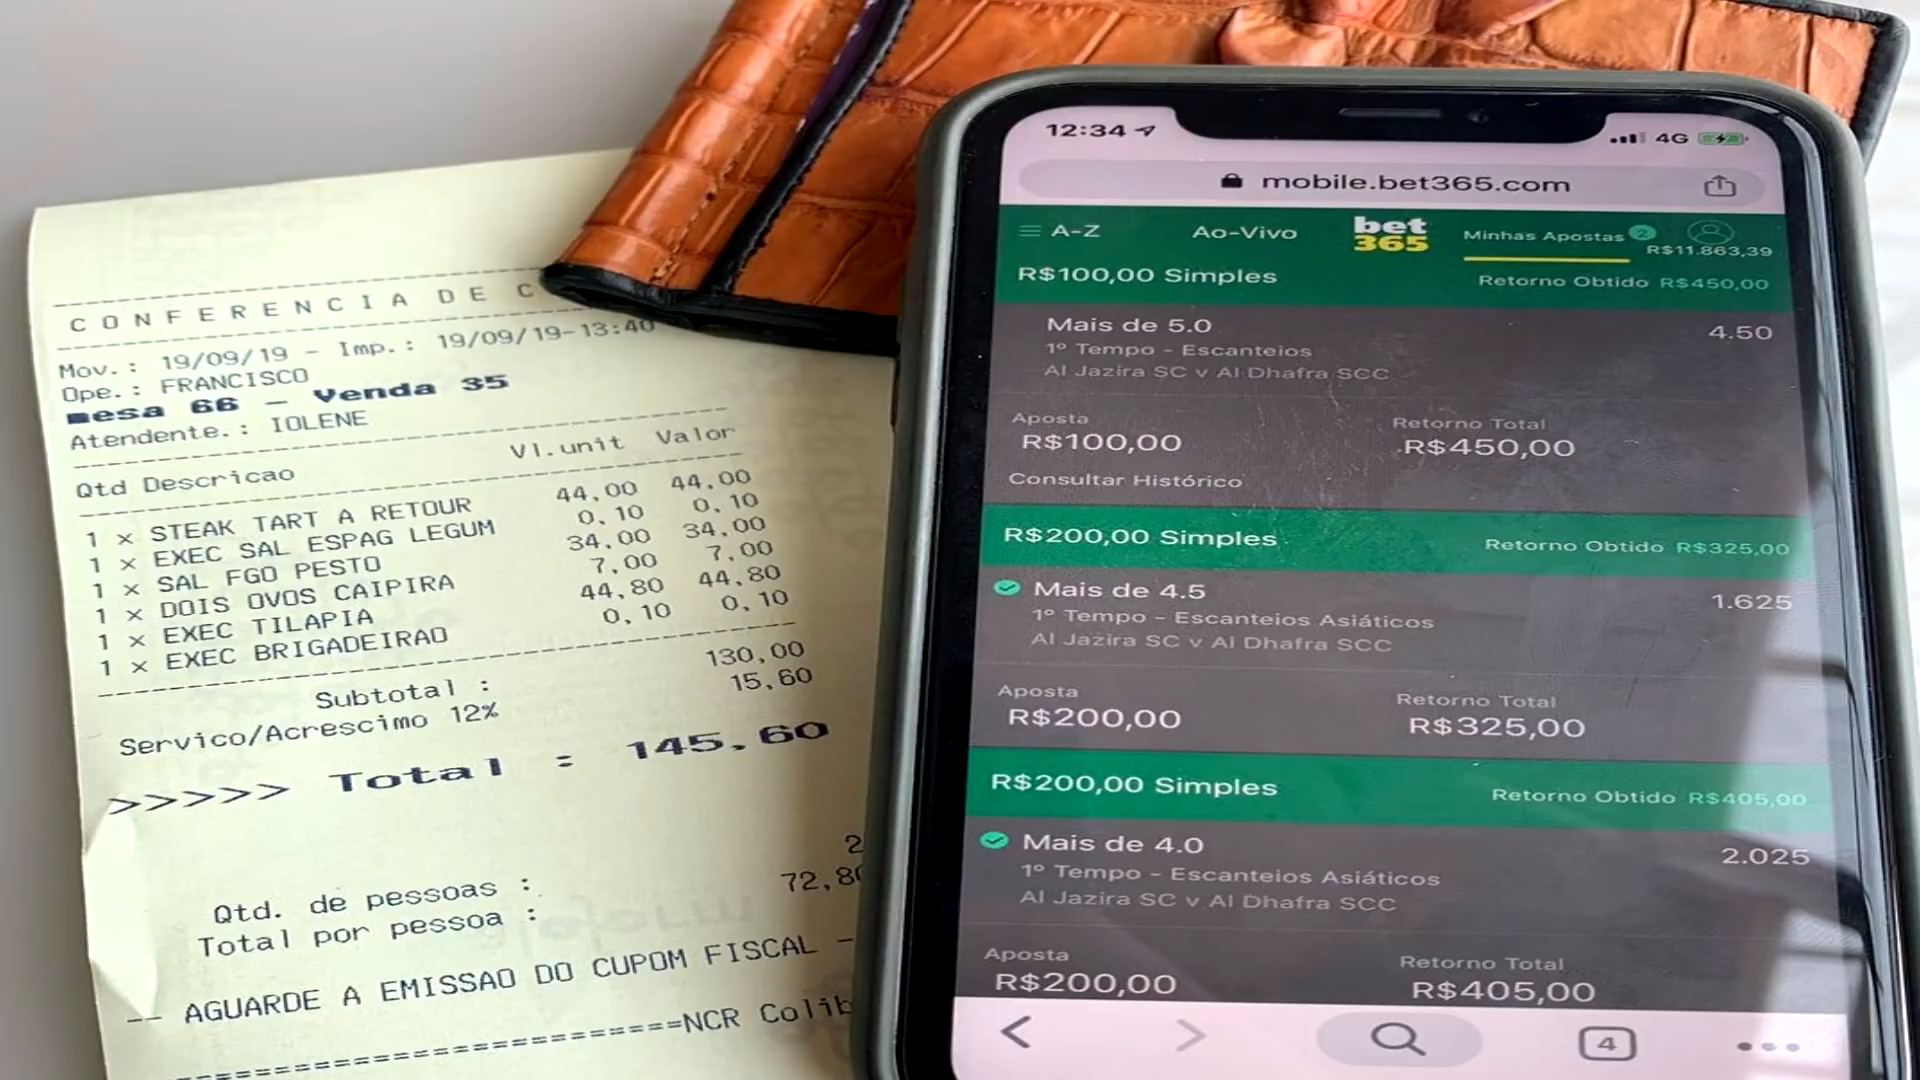 CONFERENCIA DE C
Mov.: 19/09/19 - Imp.: 19/09/19-13:40
Ope.: FRANCISCO
mesa 66 - Venda 35
Atendente.: IOLENE
Qtd Descricao Vl.unit Valor
1 x STEAK TART A RETOUR 44,00 44,00
1 x EXEC SAL ESPAG LEGUM 0,10 0,10
1 x SAL FGO PESTO 34,00 34,00
1 x DOIS OVOS CAIPIRA 7,00 7,00
1 x EXEC TILAPIA 44,80 44,80
1 x EXEC BRIGADEIRAO 0,10 0,10
Subtotal : 130,00
Servico/Acrescimo 12% 15,60
>>>>> Total : 145,60
Qtd. de pessoas : 2
Total por pessoa : 72,80
-- AGUARDE A EMISSAO DO CUPOM FISCAL -
=======================NCR Colib
12:34 4G
mobile.bet365.com
A-Z Ao-Vivo bet365 Minhas Apostas 2 R$11.863,39
R$100,00 Simples Retorno Obtido R$450,00
Mais de 5.0 4.50
1º Tempo - Escanteios
Al Jazira SC v Al Dhafra SCC
Aposta Retorno Total
R$100,00 R$450,00
Consultar Histórico
R$200,00 Simples Retorno Obtido R$325,00
Mais de 4.5 1.625
1º Tempo - Escanteios Asiáticos
Al Jazira SC v Al Dhafra SCC
Aposta Retorno Total
R$200,00 R$325,00
R$200,00 Simples Retorno Obtido R$405,00
Mais de 4.0 2.025
1º Tempo - Escanteios Asiáticos
Al Jazira SC v Al Dhafra SCC
Aposta Retorno Total
R$200,00 R$405,00
4